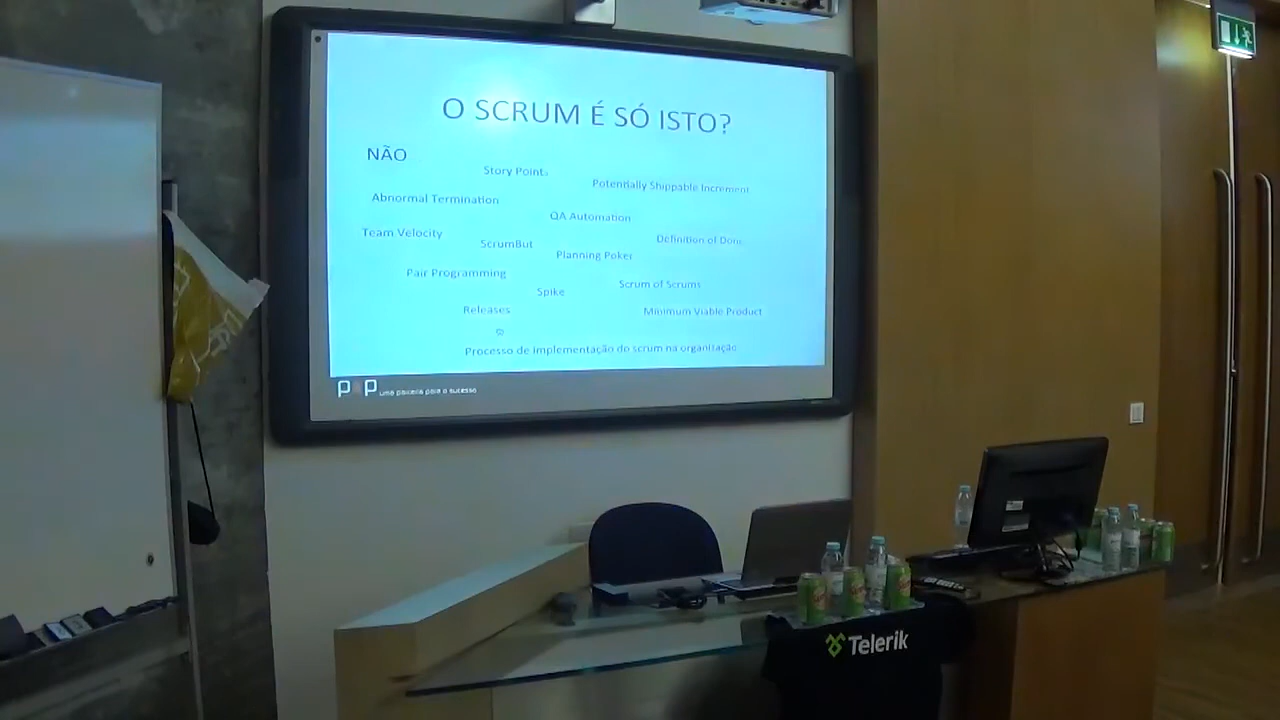 O SCRUM É SÓ ISTO?
NÃO
Story Points
Potentially Shippable Increment
Abnormal Termination
QA Automation
Team Velocity
Definition of Done
ScrumBut
Planning Poker
Pair Programming
Scrum of Scrums
Spike
Releases
Minimum Viable Product
Processo de implementação do scrum na organização
uma parceria para o sucesso
Telerik